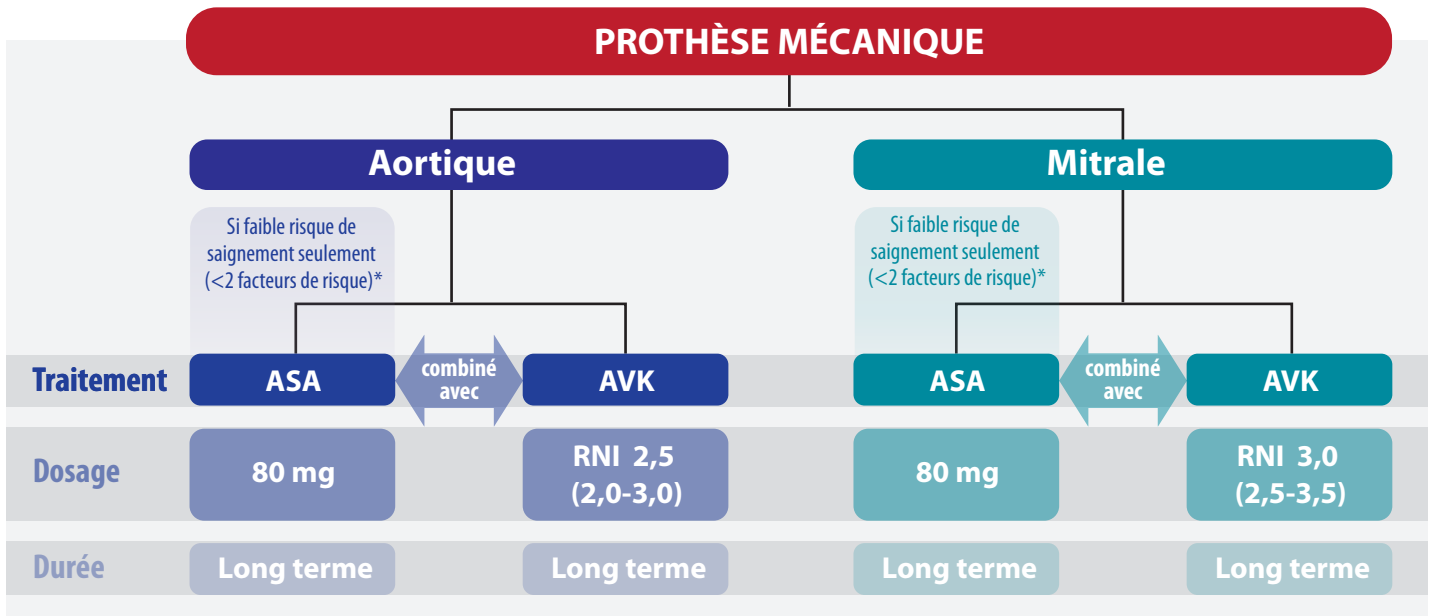 PROTHÈSE MÉCANIQUE
Aortique
Mitrale
Si faible risque de
saignement seulement
(<2 facteurs de risque)*
Si faible risque de
saignement seulement
(<2 facteurs de risque)*
Traitement
ASA
combiné
avec
AVK
ASA
combiné
avec
AVK
Dosage
80 mg
RNI 2,5
(2,0-3,0)
80 mg
RNI 3,0
(2,5-3,5)
Durée
Long terme
Long terme
Long terme
Long terme